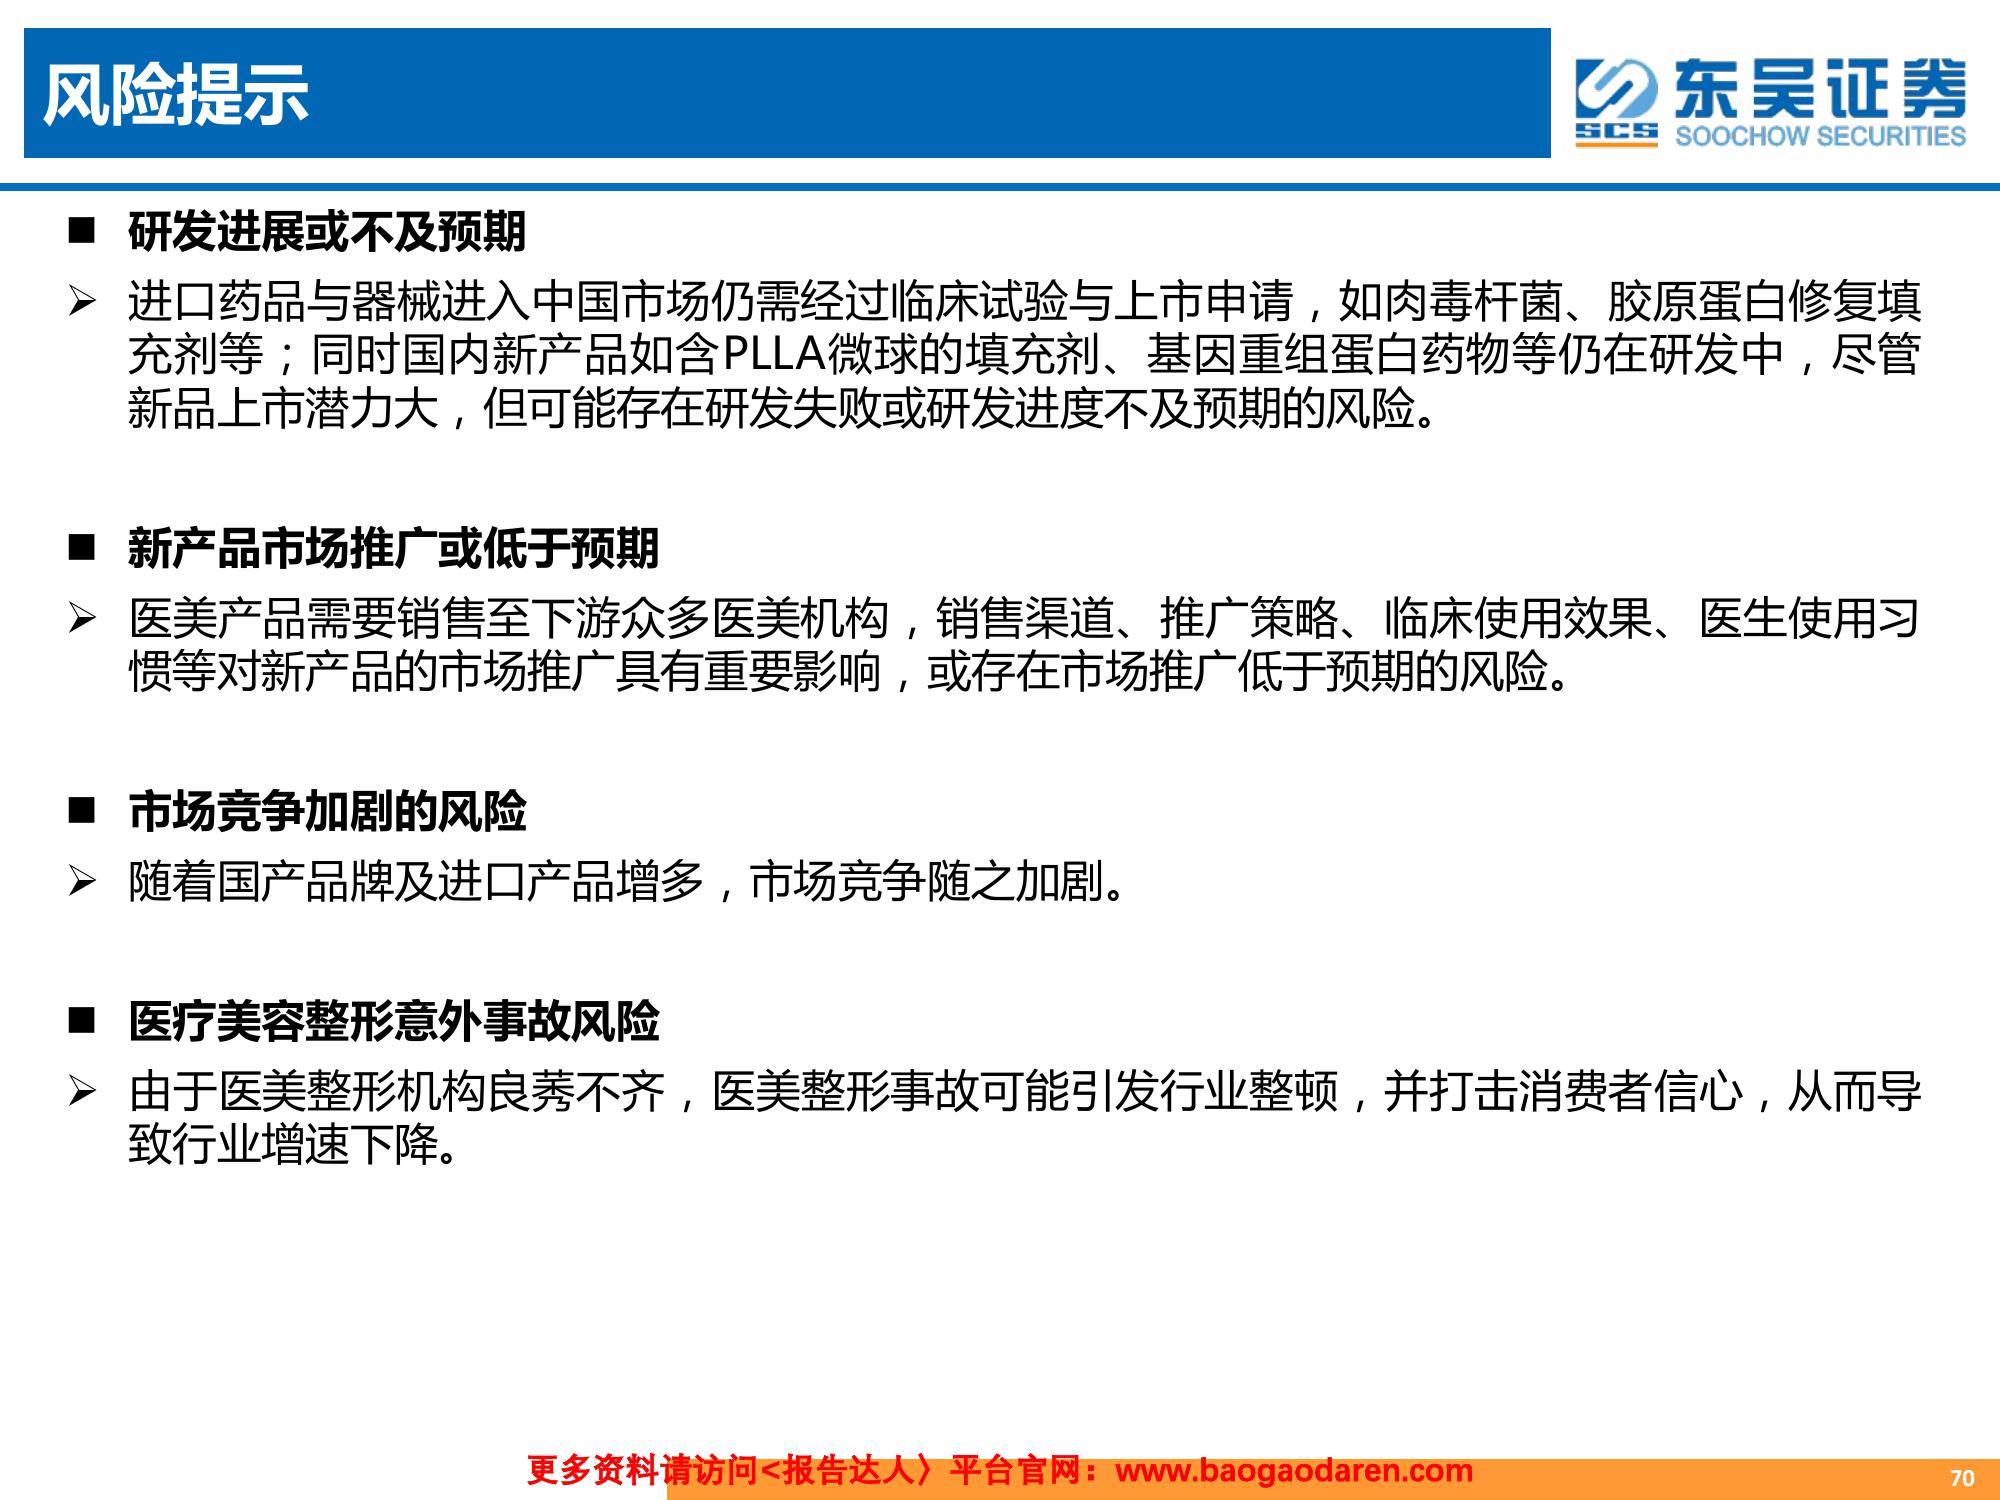 风险提示
东吴证券
SCS
SOOCHOW SECURITIES
■ 研发进展或不及预期
➢ 进口药品与器械进入中国市场仍需经过临床试验与上市申请，如肉毒杆菌、胶原蛋白修复填
充剂等；同时国内新产品如含PLLA微球的填充剂、基因重组蛋白药物等仍在研发中，尽管
新品上市潜力大，但可能存在研发失败或研发进度不及预期的风险。
■ 新产品市场推广或低于预期
➢ 医美产品需要销售至下游众多医美机构，销售渠道、推广策略、临床使用效果、医生使用习
惯等对新产品的市场推广具有重要影响，或存在市场推广低于预期的风险。
■ 市场竞争加剧的风险
➢ 随着国产品牌及进口产品增多，市场竞争随之加剧。
■ 医疗美容整形意外事故风险
➢ 由于医美整形机构良莠不齐，医美整形事故可能引发行业整顿，并打击消费者信心，从而导
致行业增速下降。
更多资料请访问<报告达人〉平台官网：www.baogaodaren.com
70